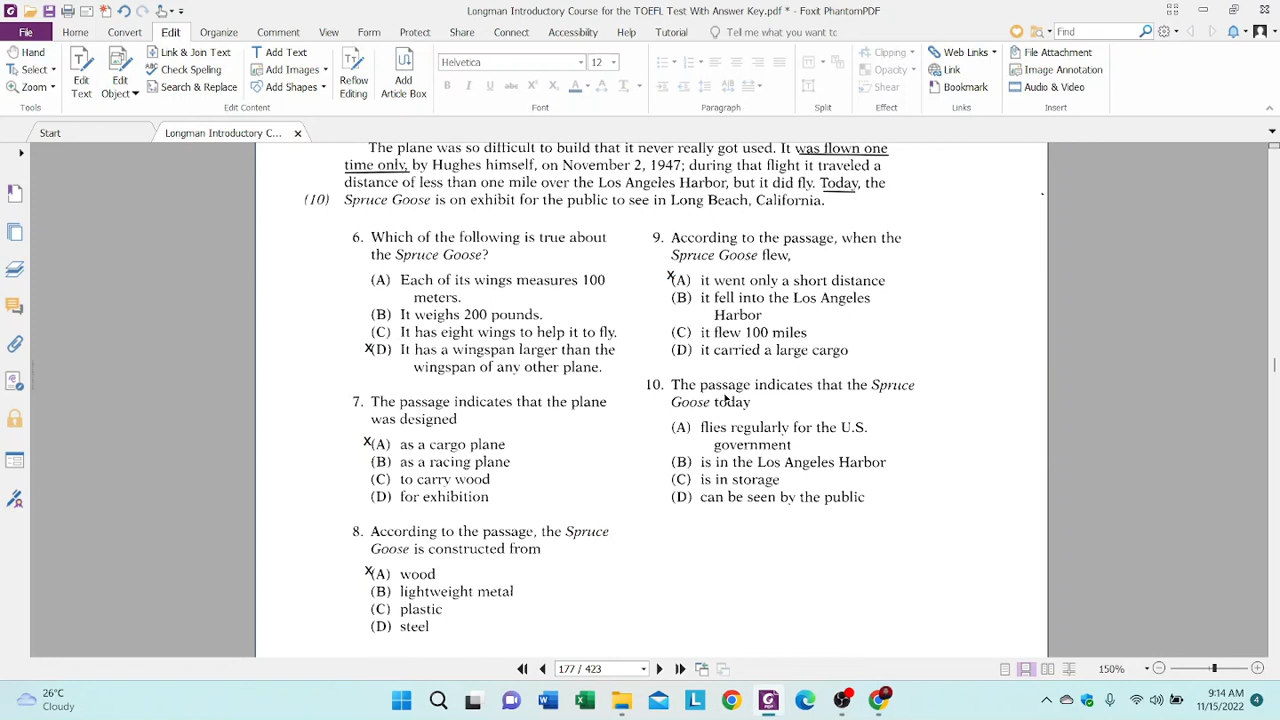 Longman Introductory Course for the TOEFL Test With Answer Key.pdf * - Foxit PhantomPDF
File Home Convert Edit Organize Comment View Form Protect Share Connect Accessibility Help Tutorial Tell me what you want to Find
Hand
Select
Zoom
Tools
Edit Text
Edit Object
Link & Join Text
Check Spelling
Search & Replace
Edit Content
Add Text
Add Images
Add Shapes
Reflow Editing
Add Article Box
Helvetica 12
Font
Paragraph
Split
Clipping
Opacity
Shear
Effect
Web Links
Link
Bookmark
Links
File Attachment
Image Annotation
Audio & Video
Insert
Start Longman Introductory C...
The plane was so difficult to build that it never really got used. It was flown one
time only, by Hughes himself, on November 2, 1947; during that flight it traveled a
distance of less than one mile over the Los Angeles Harbor, but it did fly. Today, the
(10) Spruce Goose is on exhibit for the public to see in Long Beach, California.
6. Which of the following is true about
the Spruce Goose?
(A) Each of its wings measures 100
meters.
(B) It weighs 200 pounds.
(C) It has eight wings to help it to fly.
x(D) It has a wingspan larger than the
wingspan of any other plane.
7. The passage indicates that the plane
was designed
x(A) as a cargo plane
(B) as a racing plane
(C) to carry wood
(D) for exhibition
8. According to the passage, the Spruce
Goose is constructed from
x(A) wood
(B) lightweight metal
(C) plastic
(D) steel
9. According to the passage, when the
Spruce Goose flew,
x(A) it went only a short distance
(B) it fell into the Los Angeles
Harbor
(C) it flew 100 miles
(D) it carried a large cargo
10. The passage indicates that the Spruce
Goose today
(A) flies regularly for the U.S.
government
(B) is in the Los Angeles Harbor
(C) is in storage
(D) can be seen by the public
177 / 423
150%
26°C
Cloudy
9:14 AM
11/15/2022